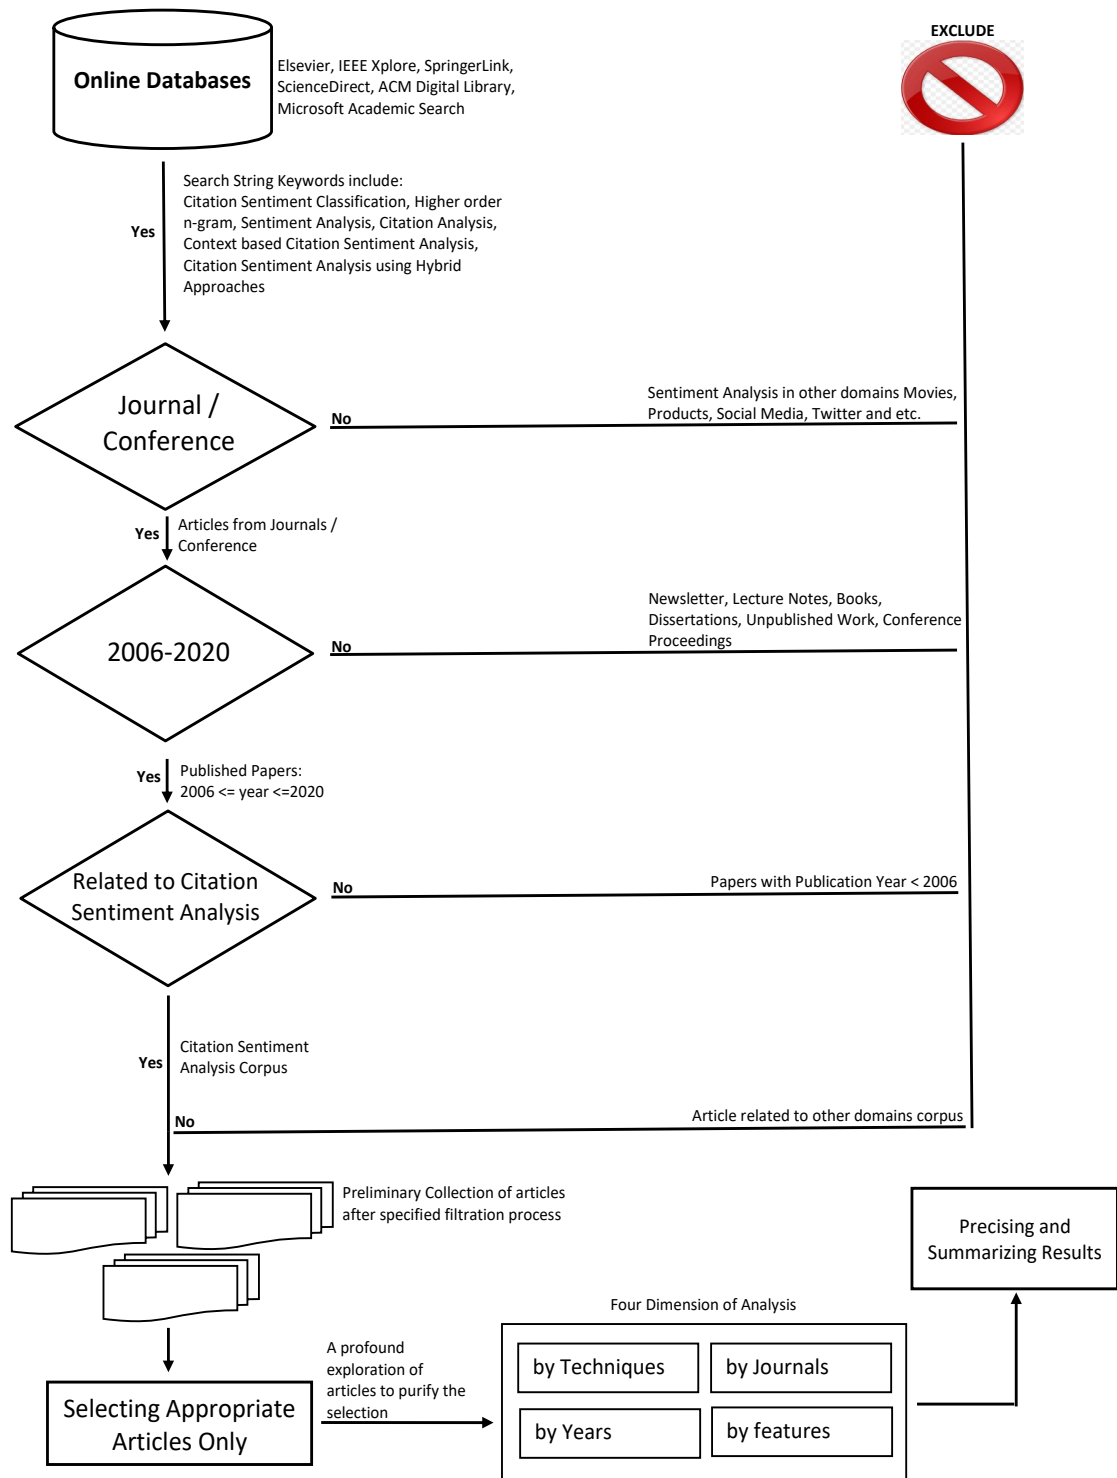 EXCLUDE
Online Databases
Elsevier, IEEE Xplore, SpringerLink,
ScienceDirect, ACM Digital Library,
Microsoft Academic Search
Search String Keywords include:
Citation Sentiment Classification, Higher order
n-gram, Sentiment Analysis, Citation Analysis,
Context based Citation Sentiment Analysis,
Citation Sentiment Analysis using Hybrid
Approaches
Yes
Journal /
Conference
No
Sentiment Analysis in other domains Movies,
Products, Social Media, Twitter and etc.
Yes
Articles from Journals /
Conference
2006-2020
No
Newsletter, Lecture Notes, Books,
Dissertations, Unpublished Work, Conference
Proceedings
Yes
Published Papers:
2006 <= year <=2020
Related to Citation
Sentiment Analysis
No
Papers with Publication Year < 2006
Yes
Citation Sentiment
Analysis Corpus
No
Article related to other domains corpus
Preliminary Collection of articles
after specified filtration process
Precising and
Summarizing Results
Four Dimension of Analysis
A profound
exploration of
articles to purify the
selection
Selecting Appropriate
Articles Only
by Techniques
by Journals
by Years
by features